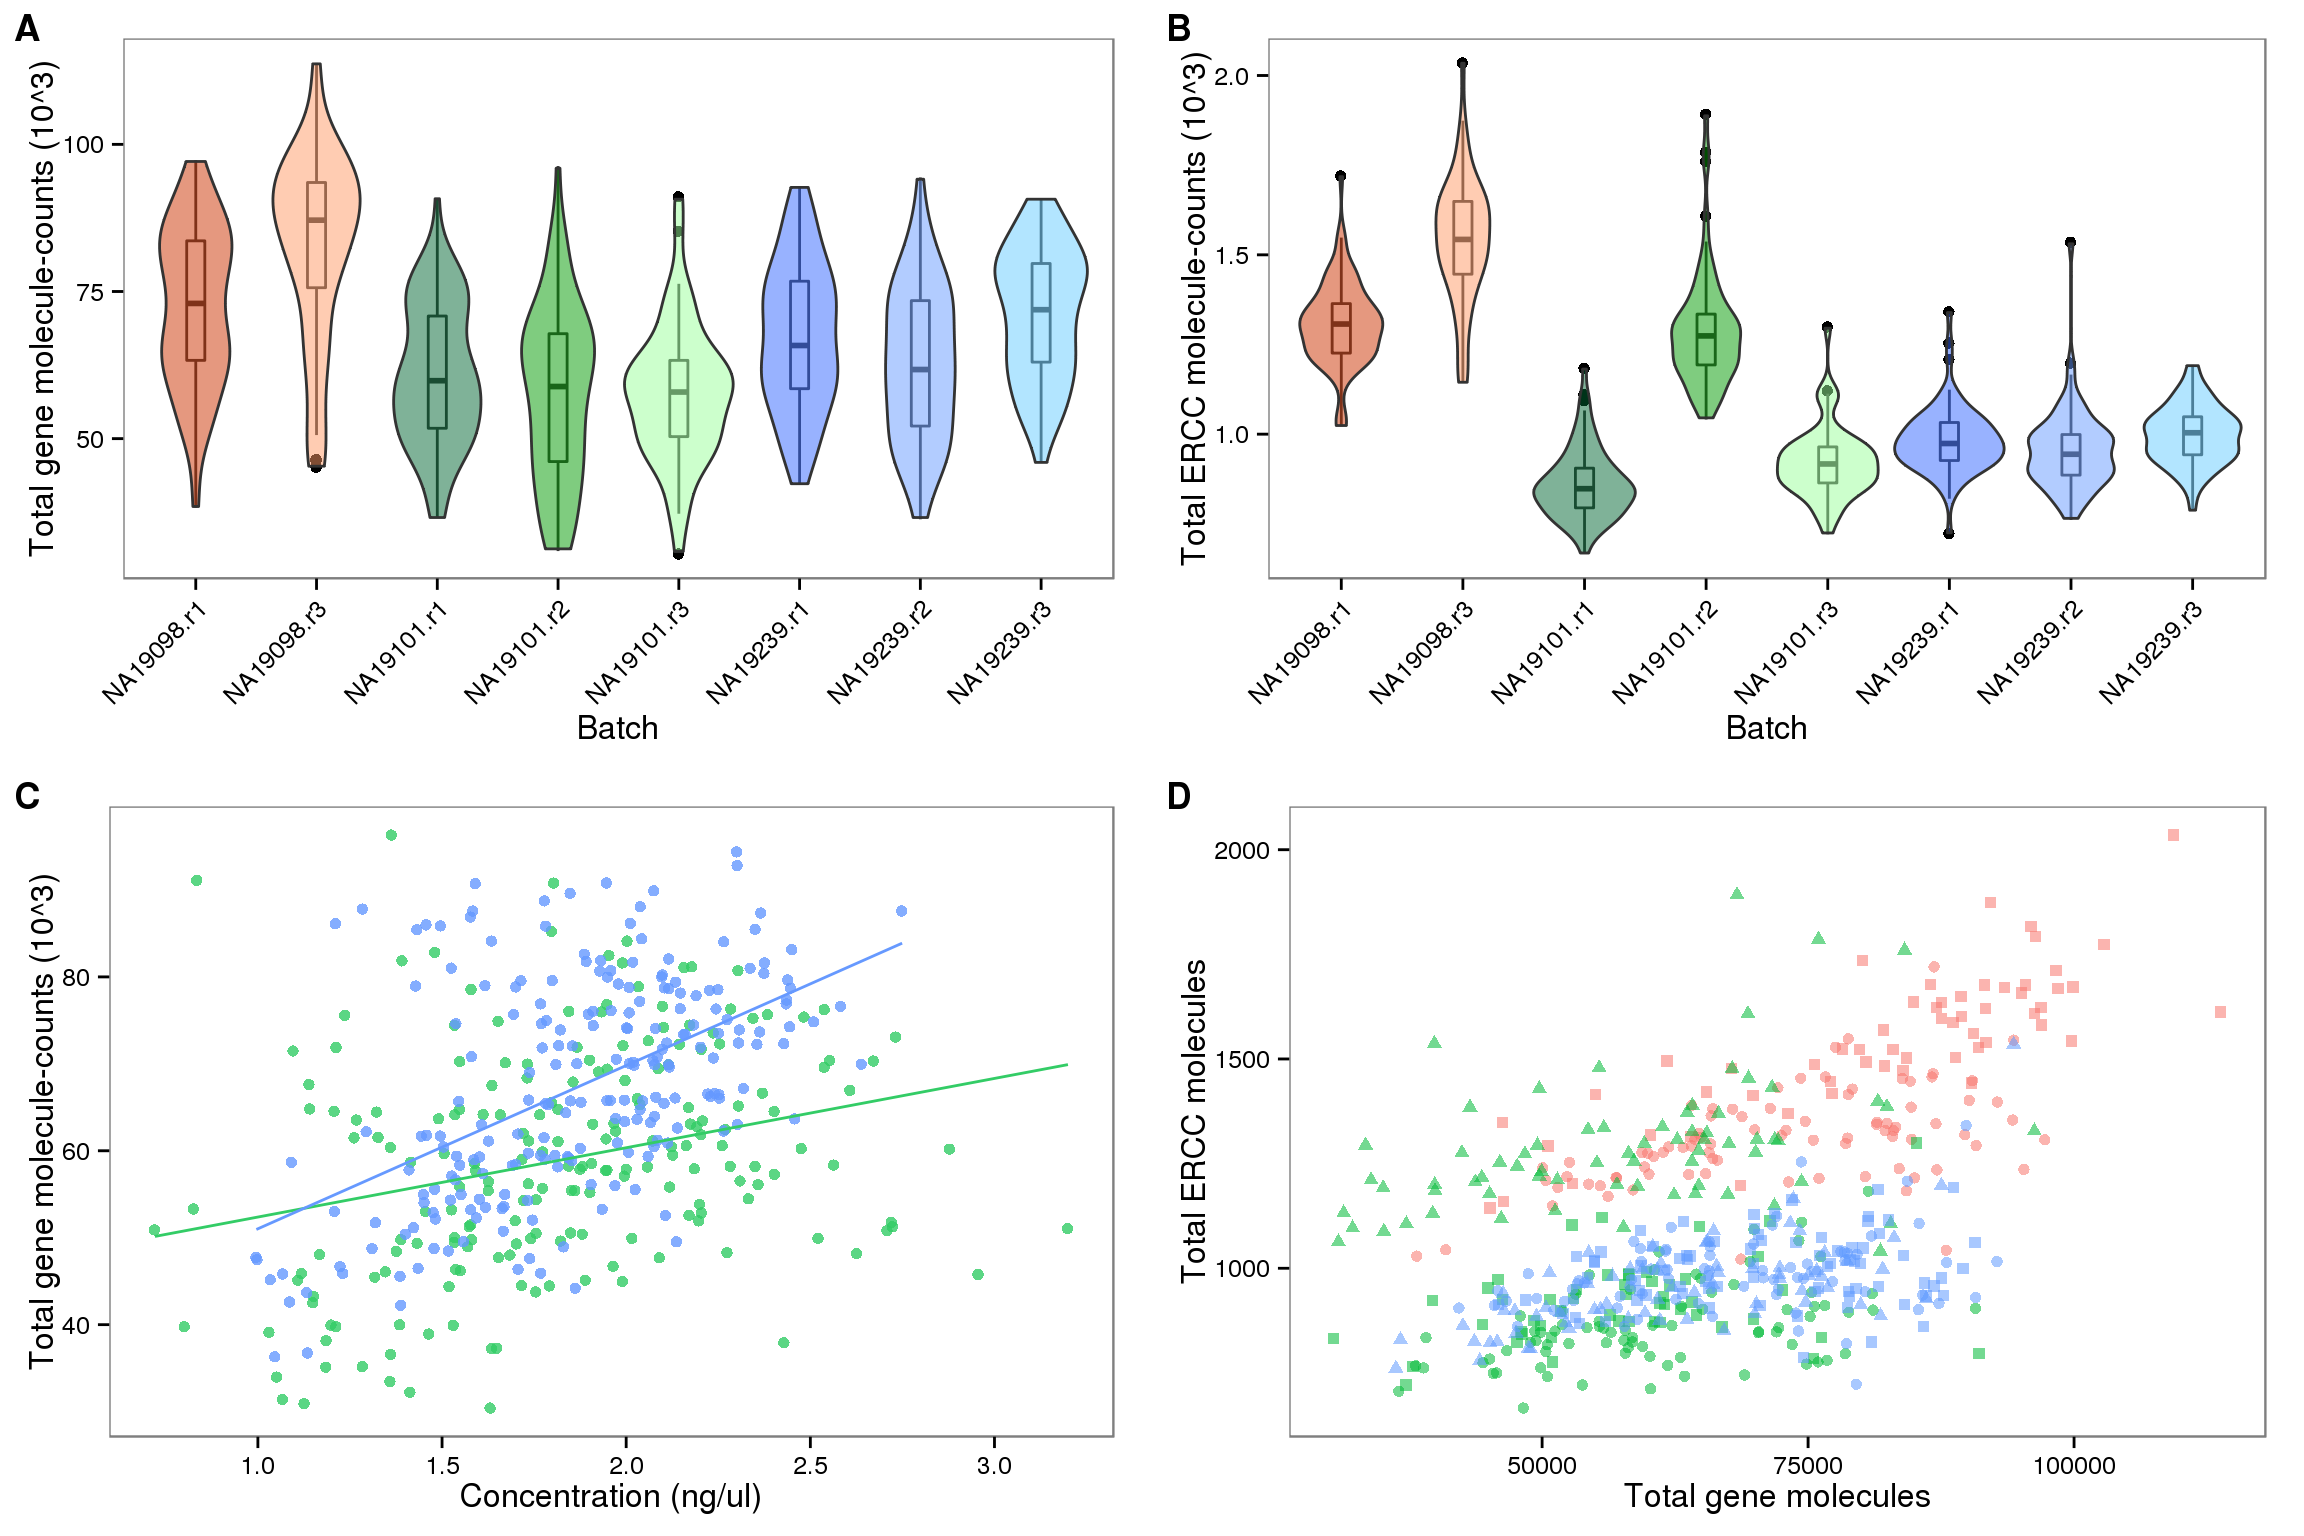 A
Total gene molecule-counts (10^3)
100
75
50
NA19098.r1
NA19098.r3
NA19101.r1
NA19101.r2
NA19101.r3
NA19239.r1
NA19239.r2
NA19239.r3
Batch
B
Total ERCC molecule-counts (10^3)
2.0
1.5
1.0
NA19098.r1
NA19098.r3
NA19101.r1
NA19101.r2
NA19101.r3
NA19239.r1
NA19239.r2
NA19239.r3
Batch
C
Total gene molecule-counts (10^3)
80
60
40
1.0
1.5
2.0
2.5
3.0
Concentration (ng/ul)
D
Total ERCC molecules
2000
1500
1000
50000
75000
100000
Total gene molecules